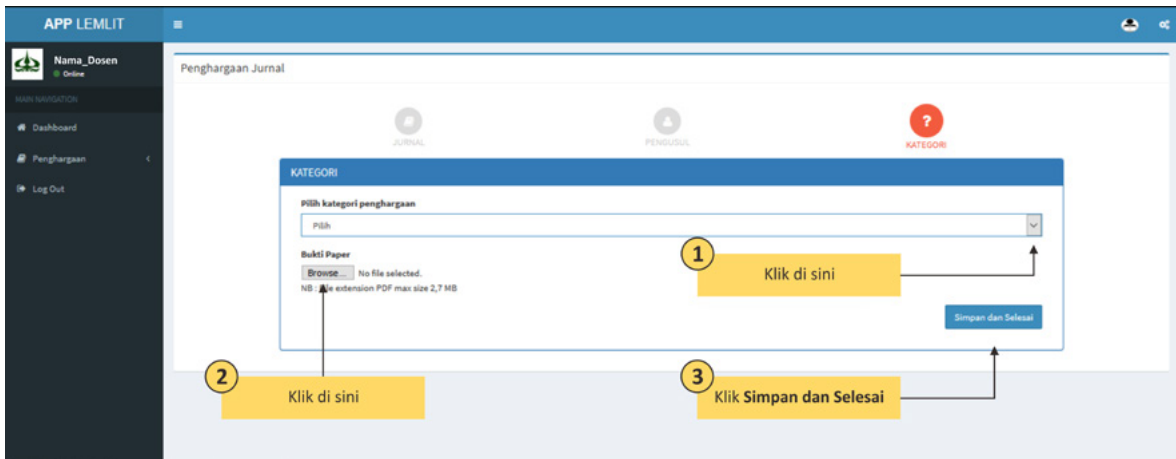 APP LEMLIT
Nama_Dosen
Online
MAIN NAVIGATION
Dashboard
Penghargaan
Log Out
Penghargaan Jurnal
JURNAL
PENGUSUL
?
KATEGORI
KATEGORI
Pilih kategori penghargaan
Pilih
Bukti Paper
Browse... No file selected.
NB : File extension PDF max size 2,7 MB
1
Klik di sini
Simpan dan Selesai
2
Klik di sini
3
Klik Simpan dan Selesai